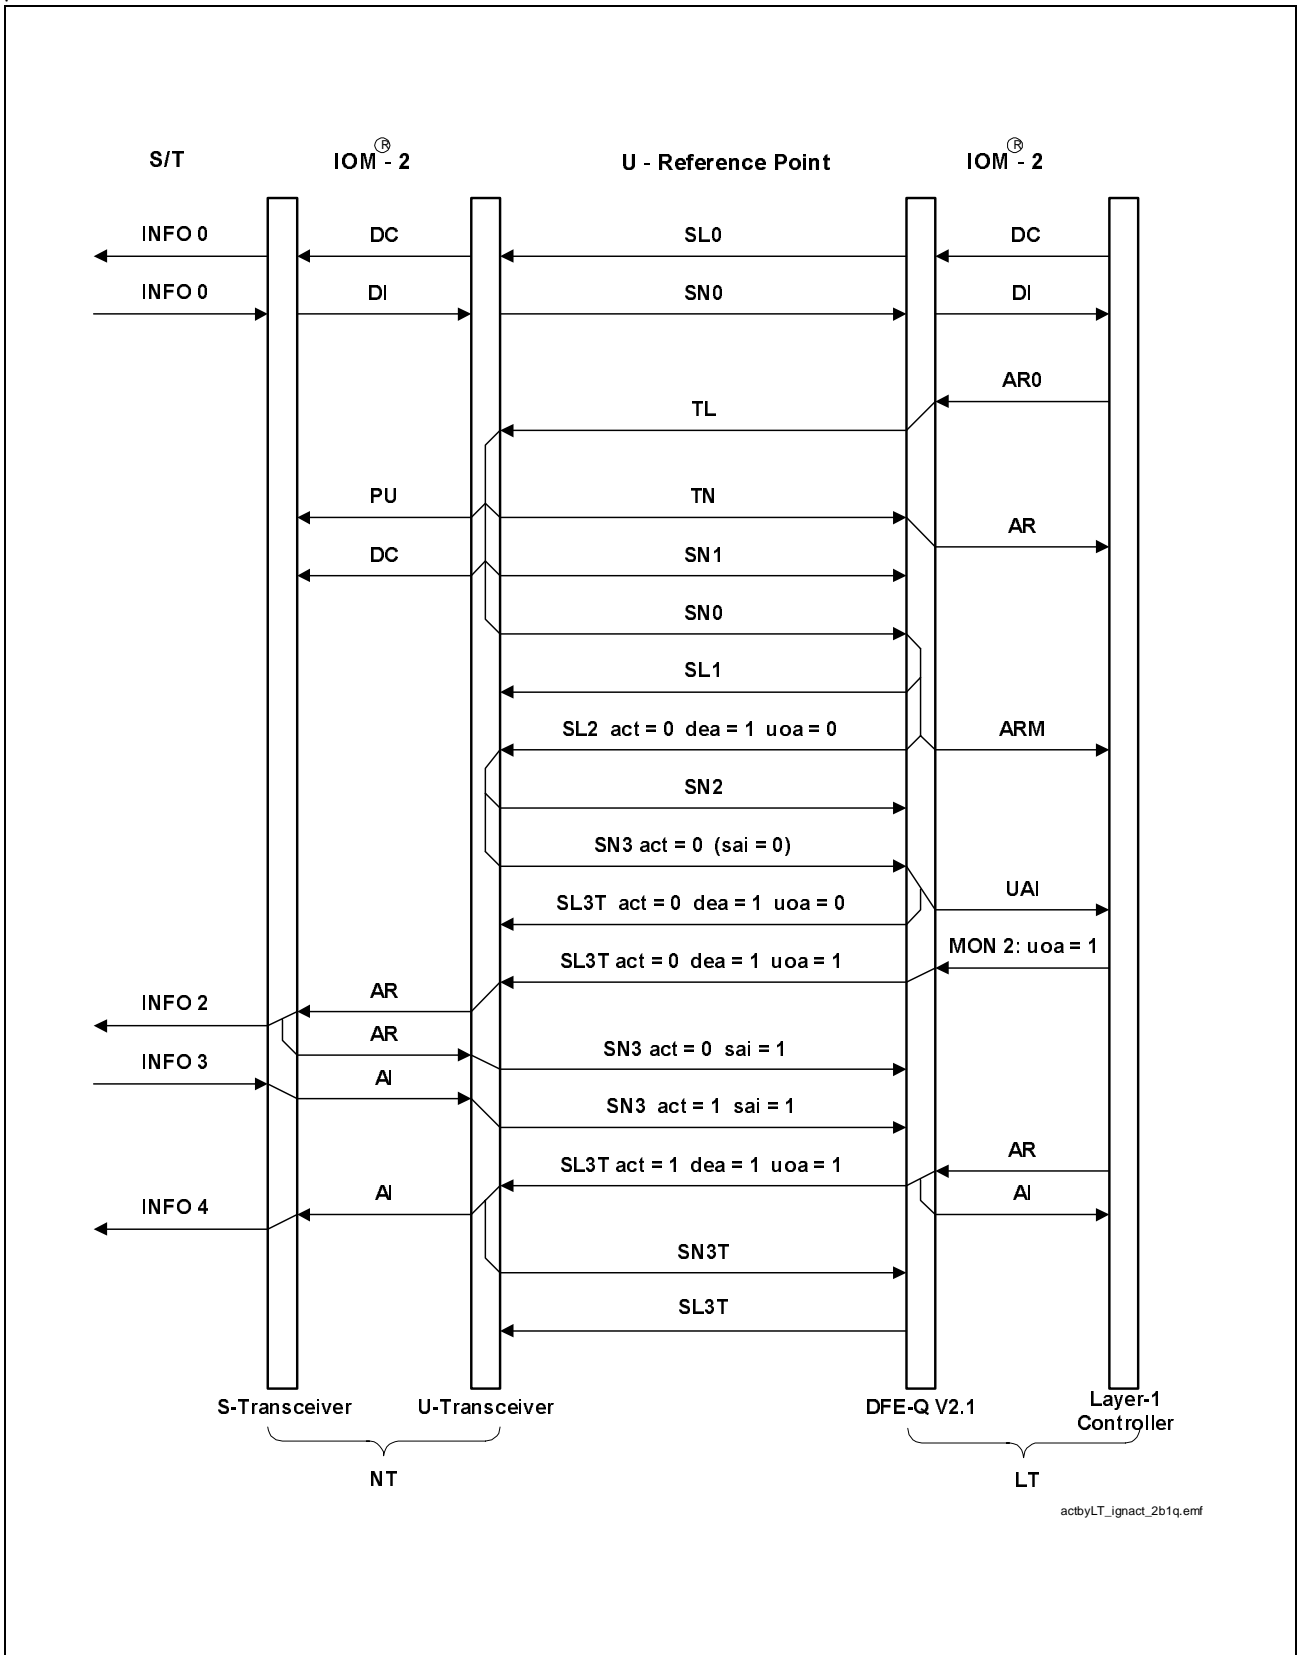 S/T IOM®- 2 U - Reference Point IOM®- 2
INFO 0 DC SL0 DC
INFO 0 DI SN0 DI
AR0
TL
PU TN
AR
DC SN1
SN0
SL1
SL2 act = 0 dea = 1 uoa = 0 ARM
SN2
SN3 act = 0 (sai = 0)
UAI
SL3T act = 0 dea = 1 uoa = 0
MON 2: uoa = 1
SL3T act = 0 dea = 1 uoa = 1
AR
INFO 2
AR
SN3 act = 0 sai = 1
INFO 3
AI
SN3 act = 1 sai = 1
AR
SL3T act = 1 dea = 1 uoa = 1
AI AI
INFO 4
SN3T
SL3T
S-Transceiver U-Transceiver DFE-Q V2.1 Layer-1
Controller
NT LT
actbyLT_ignact_2b1q.emf